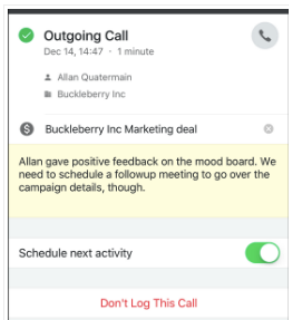 Outgoing Call
Dec 14, 14:47 · 1 minute
Allan Quatermain
Buckleberry Inc
Buckleberry Inc Marketing deal
Allan gave positive feedback on the mood board. We
need to schedule a followup meeting to go over the
campaign details, though.
Schedule next activity
Don't Log This Call